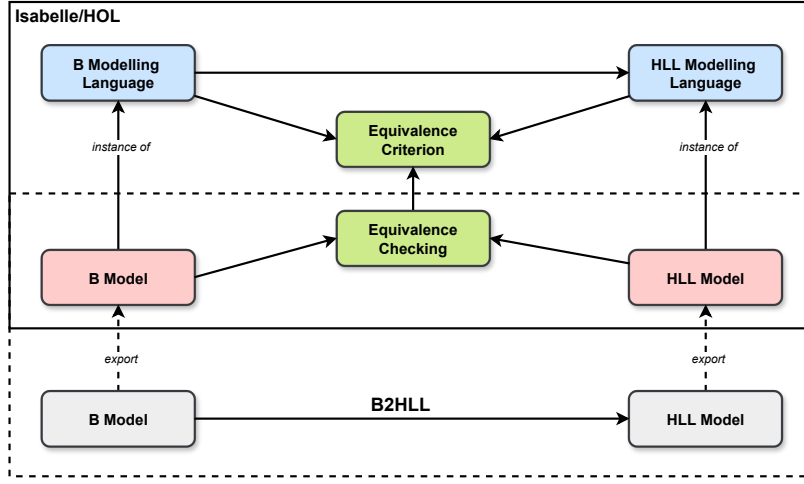 Isabelle/HOL
B Modelling
Language
HLL Modelling
Language
Equivalence
Criterion
instance of
instance of
Equivalence
Checking
B Model
HLL Model
export
export
B2HLL
B Model
HLL Model